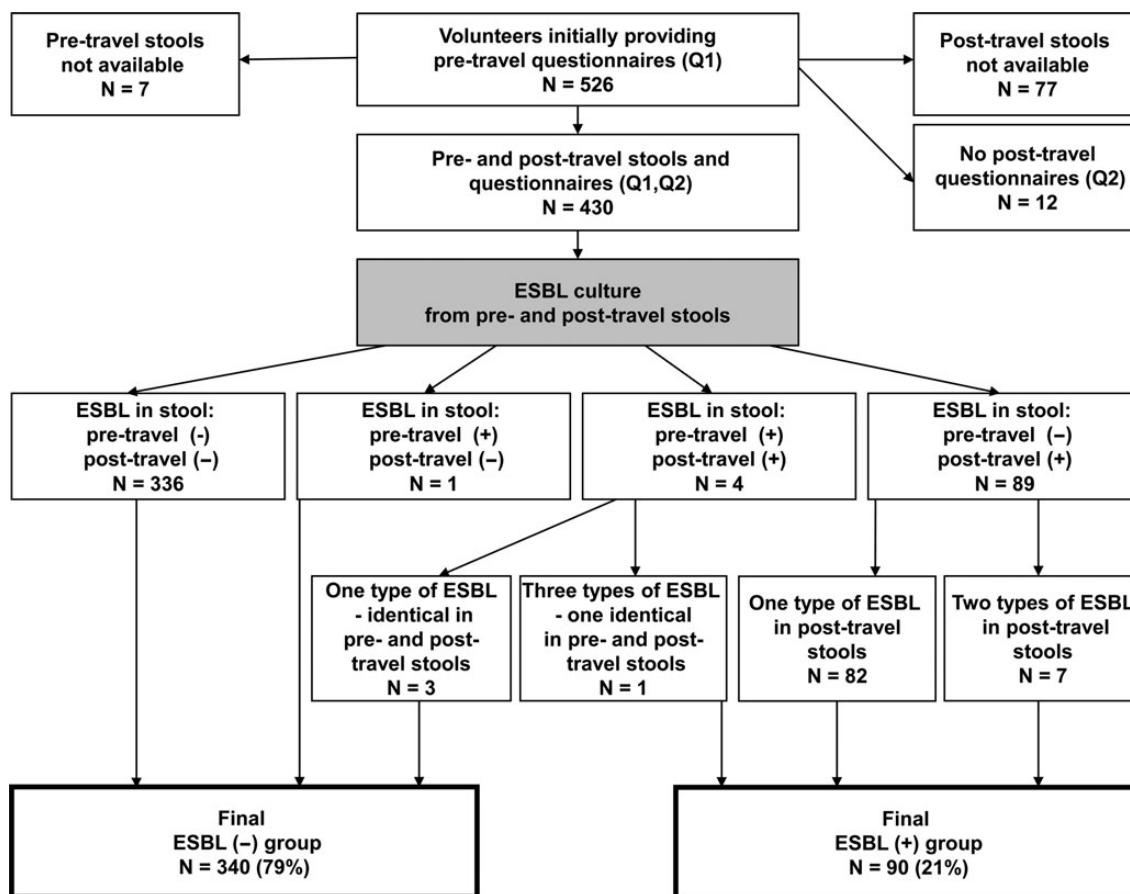 Pre-travel stools
not available
N = 7
Volunteers initially providing
pre-travel questionnaires (Q1)
N = 526
Post-travel stools
not available
N = 77
No post-travel
questionnaires (Q2)
N = 12
Pre- and post-travel stools and
questionnaires (Q1,Q2)
N = 430
ESBL culture
from pre- and post-travel stools
ESBL in stool:
pre-travel (-)
post-travel (–)
N = 336
ESBL in stool:
pre-travel (+)
post-travel (–)
N = 1
ESBL in stool:
pre-travel (+)
post-travel (+)
N = 4
ESBL in stool:
pre-travel (–)
post-travel (+)
N = 89
One type of ESBL
- identical in
pre- and post-
travel stools
N = 3
Three types of ESBL
- one identical
in pre- and post-
travel stools
N = 1
One type of ESBL
in post-travel
stools
N = 82
Two types of ESBL
in post-travel
stools
N = 7
Final
ESBL (–) group
N = 340 (79%)
Final
ESBL (+) group
N = 90 (21%)